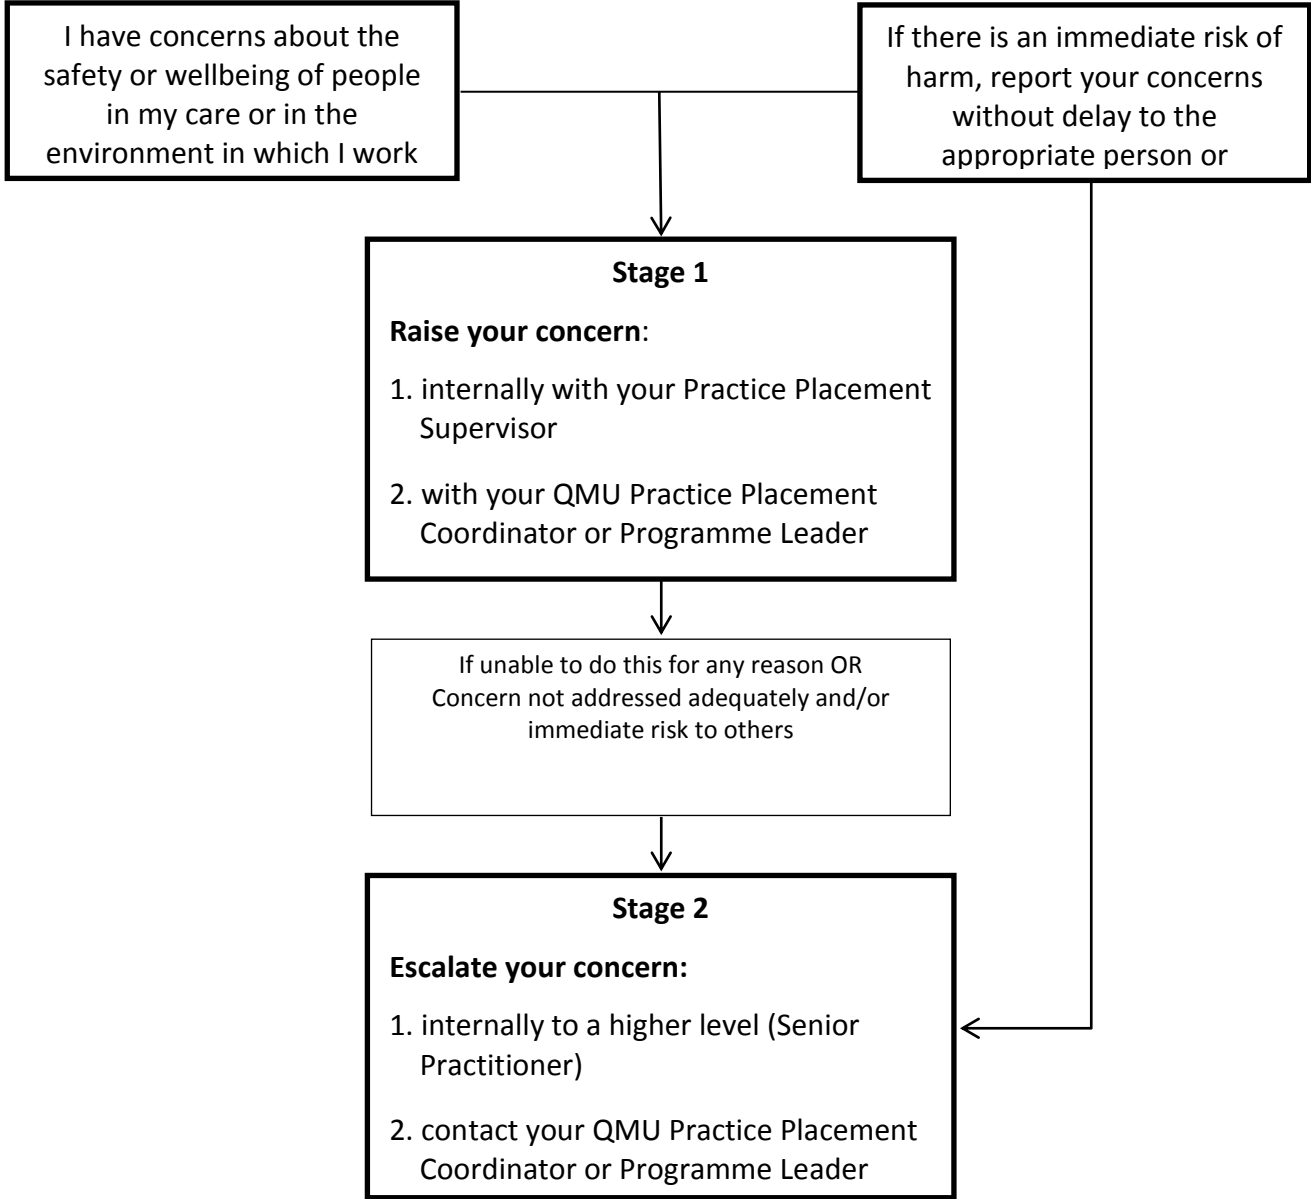 I have concerns about the
safety or wellbeing of people
in my care or in the
environment in which I work
If there is an immediate risk of
harm, report your concerns
without delay to the
appropriate person or
Stage 1
Raise your concern:
1. internally with your Practice Placement
Supervisor
2. with your QMU Practice Placement
Coordinator or Programme Leader
If unable to do this for any reason OR
Concern not addressed adequately and/or
immediate risk to others
Stage 2
Escalate your concern:
1. internally to a higher level (Senior
Practitioner)
2. contact your QMU Practice Placement
Coordinator or Programme Leader